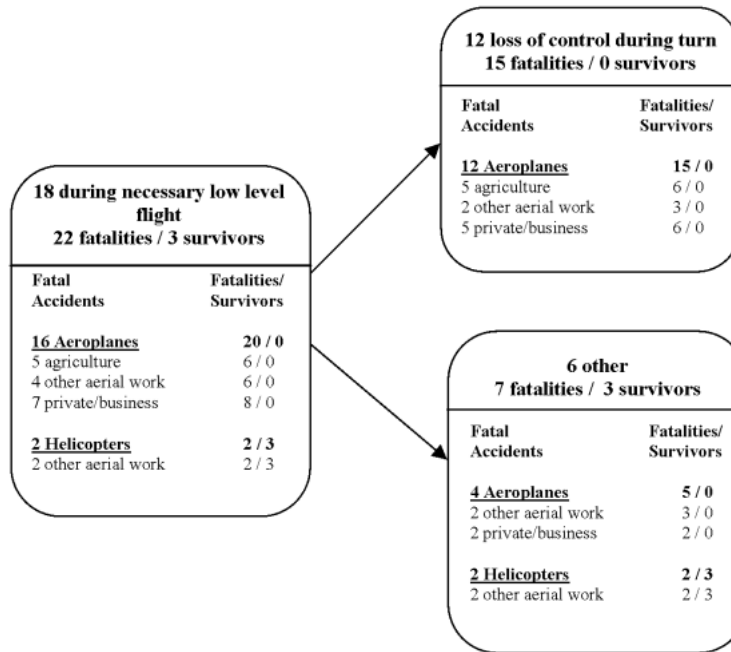 18 during necessary low level
flight
22 fatalities / 3 survivors
Fatal Fatalities/
Accidents Survivors
16 Aeroplanes 20 / 0
5 agriculture 6 / 0
4 other aerial work 6 / 0
7 private/business 8 / 0
2 Helicopters 2 / 3
2 other aerial work 2 / 3
12 loss of control during turn
15 fatalities / 0 survivors
Fatal Fatalities/
Accidents Survivors
12 Aeroplanes 15 / 0
5 agriculture 6 / 0
2 other aerial work 3 / 0
5 private/business 6 / 0
6 other
7 fatalities / 3 survivors
Fatal Fatalities/
Accidents Survivors
4 Aeroplanes 5 / 0
2 other aerial work 3 / 0
2 private/business 2 / 0
2 Helicopters 2 / 3
2 other aerial work 2 / 3